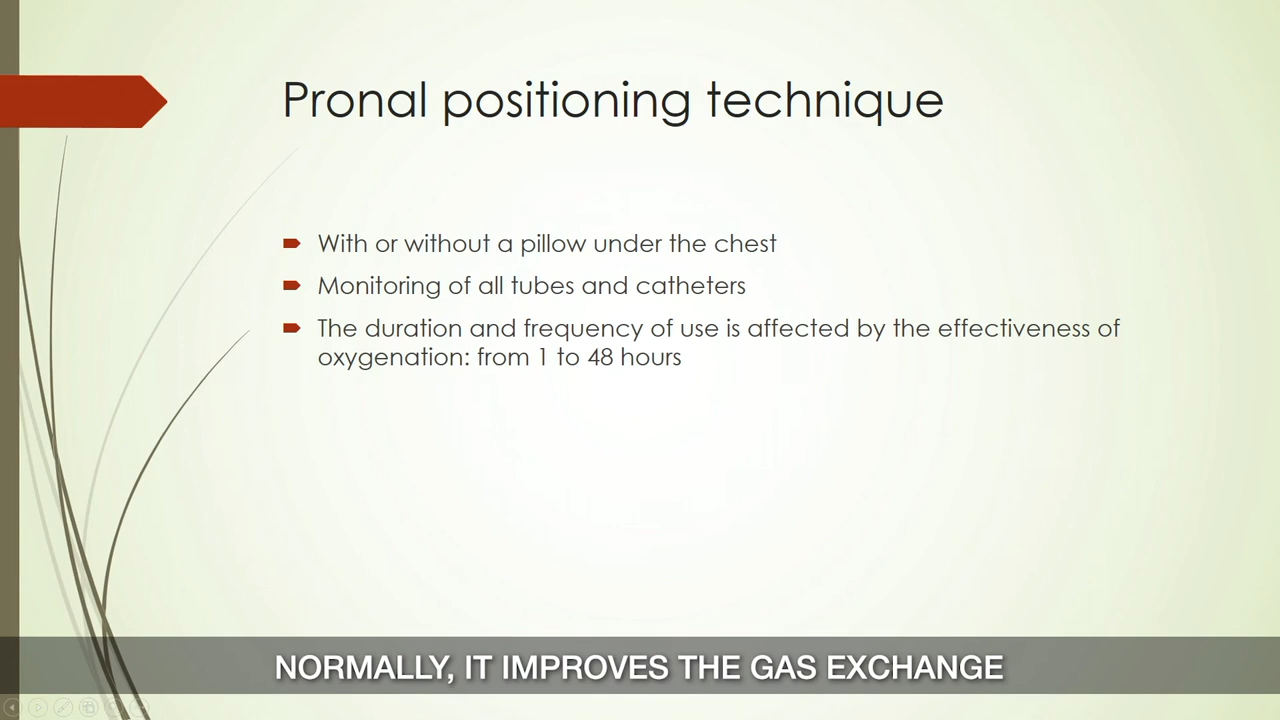 Pronal positioning technique
With or without a pillow under the chest
Monitoring of all tubes and catheters
The duration and frequency of use is affected by the effectiveness of
oxygenation: from 1 to 48 hours
NORMALLY, IT IMPROVES THE GAS EXCHANGE